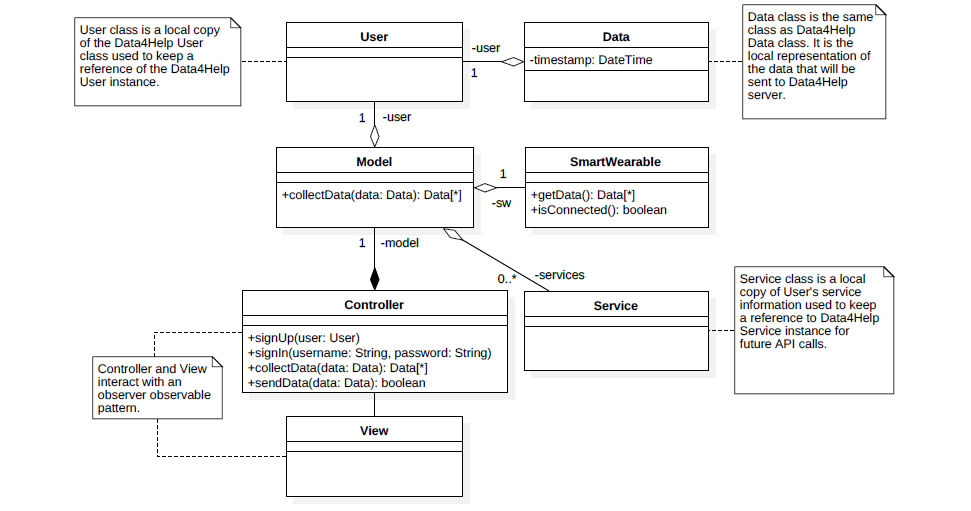 User class is a local copy
of the Data4Help User
class used to keep a
reference of the Data4Help
User instance.
User
-user
1
Data
-timestamp: DateTime
Data class is the same
class as Data4Help
Data class. It is the
local representation of
the data that will be
sent to Data4Help
server.
1
-user
Model
+collectData(data: Data): Data[*]
1
-sw
SmartWearable
+getData(): Data[*]
+isConnected(): boolean
1
-model
0..*
-services
Service
Service class is a local
copy of User's service
information used to keep
a reference to Data4Help
Service instance for
future API calls.
Controller
+signUp(user: User)
+signIn(username: String, password: String)
+collectData(data: Data): Data[*]
+sendData(data: Data): boolean
Controller and View
interact with an
observer observable
pattern.
View